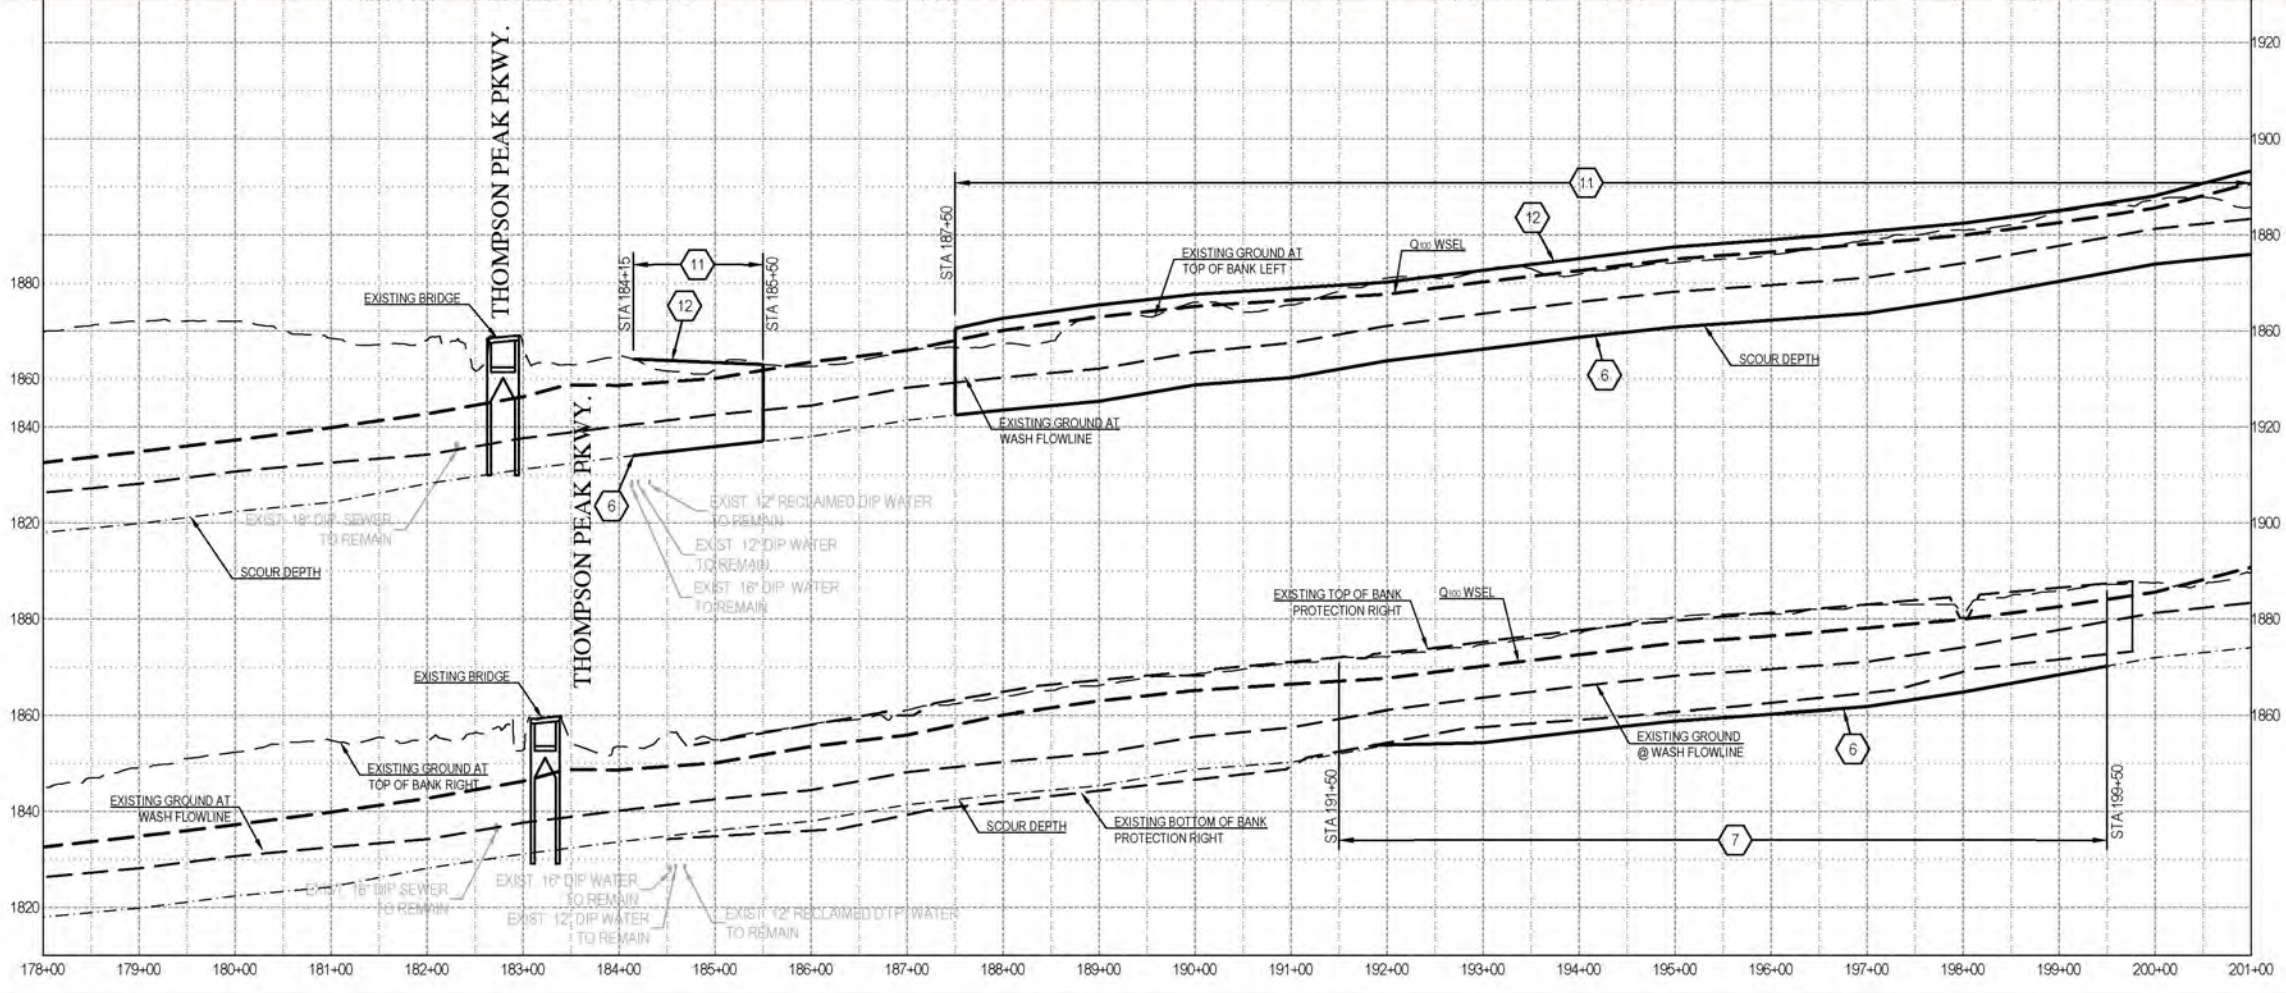 1920
1900
1880
1860
1920
1900
1880
1860
1880
1860
1840
1820
1880
1860
1840
1820
THOMPSON PEAK PKWY.
EXISTING BRIDGE
STA 184+15
11
12
STA 185+50
STA 187+50
11
12
EXISTING GROUND AT
TOP OF BANK LEFT
Q100 WSEL
SCOUR DEPTH
6
EXISTING GROUND AT
WASH FLOWLINE
6
EXIST. 18" DIP SEWER
TO REMAIN
SCOUR DEPTH
EXIST. 12" RECLAIMED DIP WATER
TO REMAIN
EXIST. 12" DIP WATER
TO REMAIN
EXIST. 16" DIP WATER
TO REMAIN
THOMPSON PEAK PKWY.
EXISTING BRIDGE
EXISTING TOP OF BANK
PROTECTION RIGHT
Q100 WSEL
EXISTING GROUND AT
TOP OF BANK RIGHT
EXISTING GROUND AT
WASH FLOWLINE
EXISTING GROUND
@ WASH FLOWLINE
6
SCOUR DEPTH
EXISTING BOTTOM OF BANK
PROTECTION RIGHT
STA 191+50
7
STA 199+50
EXIST. 18" DIP SEWER
TO REMAIN
EXIST. 16" DIP WATER
TO REMAIN
EXIST. 12" DIP WATER
TO REMAIN
EXIST. 12" RECLAIMED D.I.P. WATER
TO REMAIN
178+00 179+00 180+00 181+00 182+00 183+00 184+00 185+00 186+00 187+00 188+00 189+00 190+00 191+00 192+00 193+00 194+00 195+00 196+00 197+00 198+00 199+00 200+00 201+00